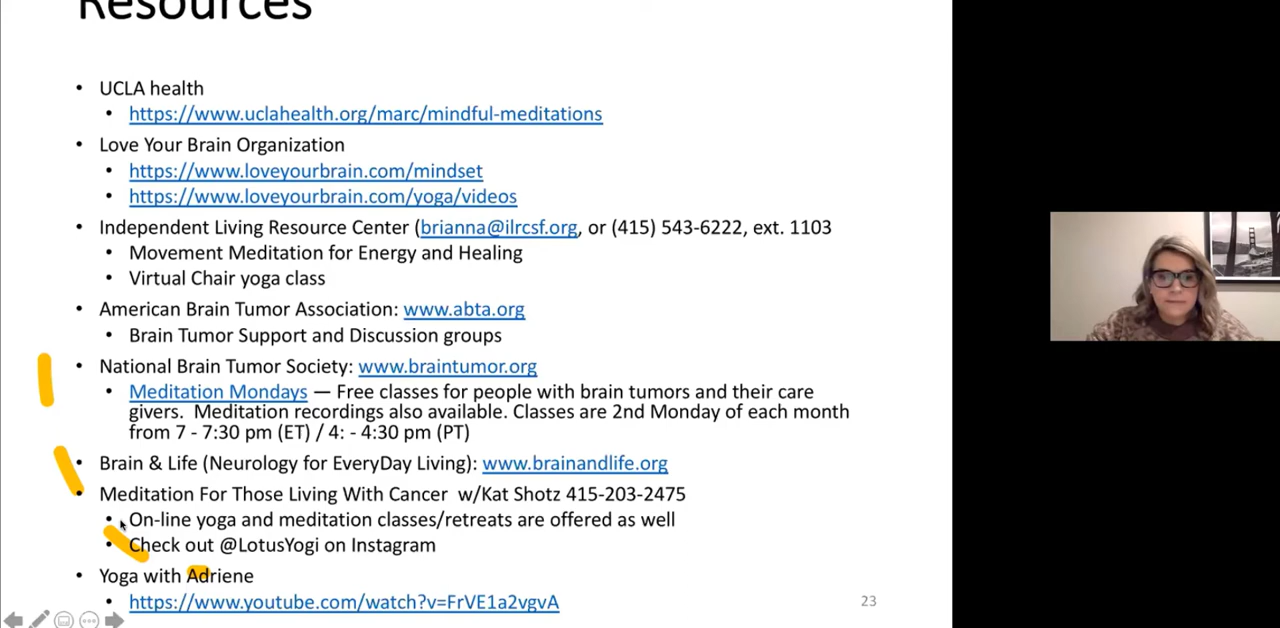 Resources
• UCLA health
• https://www.uclahealth.org/marc/mindful-meditations
• Love Your Brain Organization
• https://www.loveyourbrain.com/mindset
• https://www.loveyourbrain.com/yoga/videos
• Independent Living Resource Center (brianna@ilrcsf.org, or (415) 543-6222, ext. 1103
• Movement Meditation for Energy and Healing
• Virtual Chair yoga class
• American Brain Tumor Association: www.abta.org
• Brain Tumor Support and Discussion groups
• National Brain Tumor Society: www.braintumor.org
• Meditation Mondays — Free classes for people with brain tumors and their care
givers. Meditation recordings also available. Classes are 2nd Monday of each month
from 7 - 7:30 pm (ET) / 4: - 4:30 pm (PT)
• Brain & Life (Neurology for EveryDay Living): www.brainandlife.org
• Meditation For Those Living With Cancer w/Kat Shotz 415-203-2475
• On-line yoga and meditation classes/retreats are offered as well
• Check out @LotusYogi on Instagram
• Yoga with Adriene
• https://www.youtube.com/watch?v=FrVE1a2vgvA
23